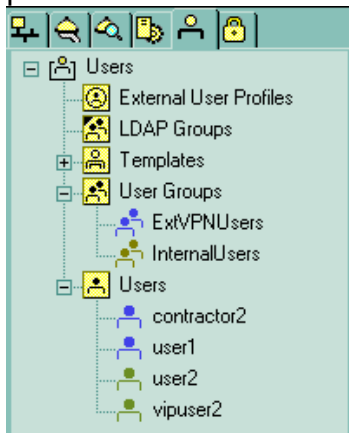 Users
External User Profiles
LDAP Groups
Templates
User Groups
ExtVPNUsers
InternalUsers
Users
contractor2
user1
user2
vipuser2